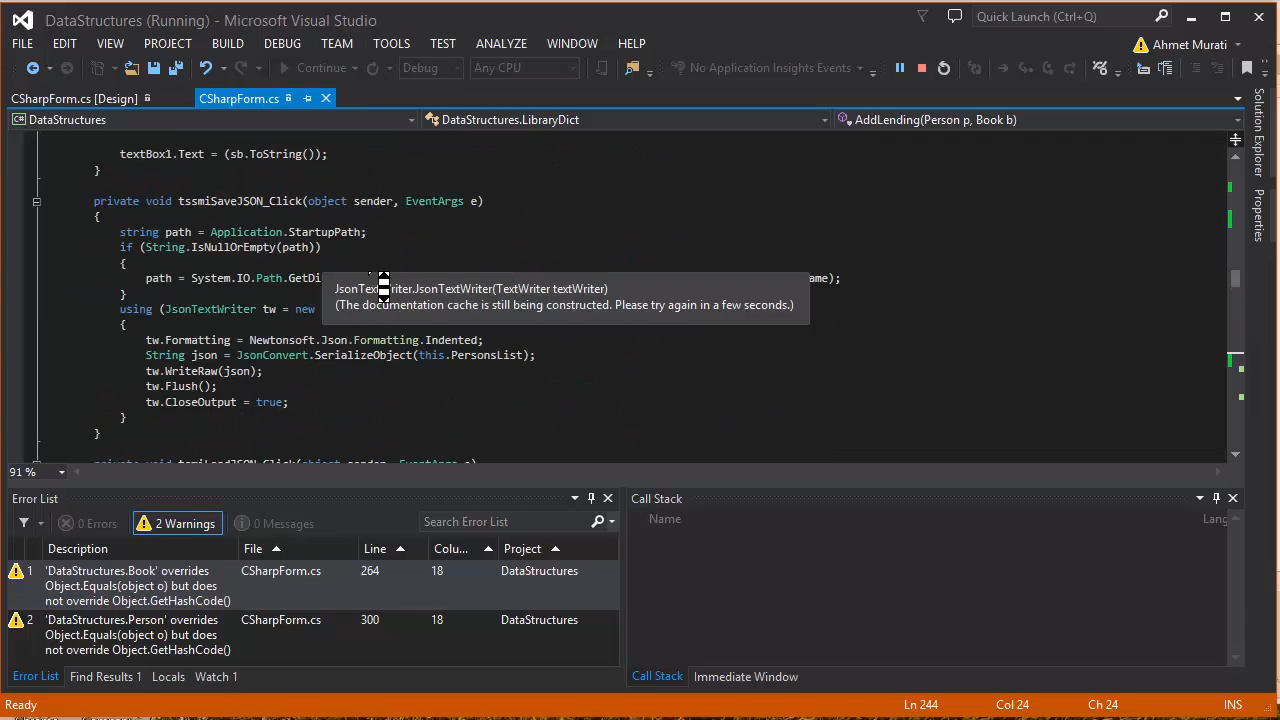 DataStructures (Running) - Microsoft Visual Studio
Quick Launch (Ctrl+Q)
FILE EDIT VIEW PROJECT BUILD DEBUG TEAM TOOLS TEST ANALYZE WINDOW HELP
Ahmet Murati
Continue Debug Any CPU No Application Insights Events
CSharpForm.cs [Design] CSharpForm.cs
DataStructures DataStructures.LibraryDict AddLending(Person p, Book b)
textBox1.Text = (sb.ToString());
}
private void tssmiSaveJSON_Click(object sender, EventArgs e)
{
string path = Application.StartupPath;
if (String.IsNullOrEmpty(path))
{
path = System.IO.Path.GetDi ame);
JsonTextWriter.JsonTextWriter(TextWriter textWriter)
(The documentation cache is still being constructed. Please try again in a few seconds.)
}
using (JsonTextWriter tw = new
{
tw.Formatting = Newtonsoft.Json.Formatting.Indented;
String json = JsonConvert.SerializeObject(this.PersonsList);
tw.WriteRaw(json);
tw.Flush();
tw.CloseOutput = true;
}
}
91 %
Solution Explorer
Properties
Error List
0 Errors 2 Warnings 0 Messages Search Error List
Description File Line Colu... Project
1 'DataStructures.Book' overrides CSharpForm.cs 264 18 DataStructures
Object.Equals(object o) but does
not override Object.GetHashCode()
2 'DataStructures.Person' overrides CSharpForm.cs 300 18 DataStructures
Object.Equals(object o) but does
not override Object.GetHashCode()
Error List Find Results 1 Locals Watch 1
Call Stack
Name Lang
Call Stack Immediate Window
Ready Ln 244 Col 24 Ch 24 INS